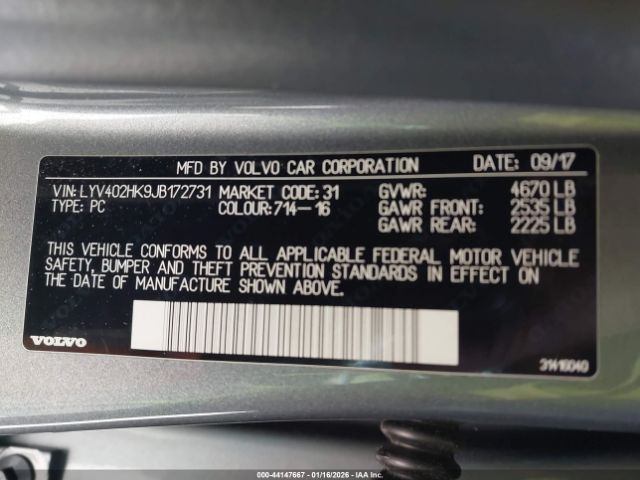 MFD BY VOLVO CAR CORPORATION DATE: 09/17
VIN: LYV402HK9JB172731 MARKET CODE: 31 GVWR: 4670 LB
TYPE: PC COLOUR: 714-16 GAWR FRONT: 2535 LB
GAWR REAR: 2225 LB
THIS VEHICLE CONFORMS TO ALL APPLICABLE FEDERAL MOTOR VEHICLE
SAFETY, BUMPER AND THEFT PREVENTION STANDARDS IN EFFECT ON
THE DATE OF MANUFACTURE SHOWN ABOVE.
VOLVO
31416040
000-44147667 | 01/16/2026 | IAA Inc.